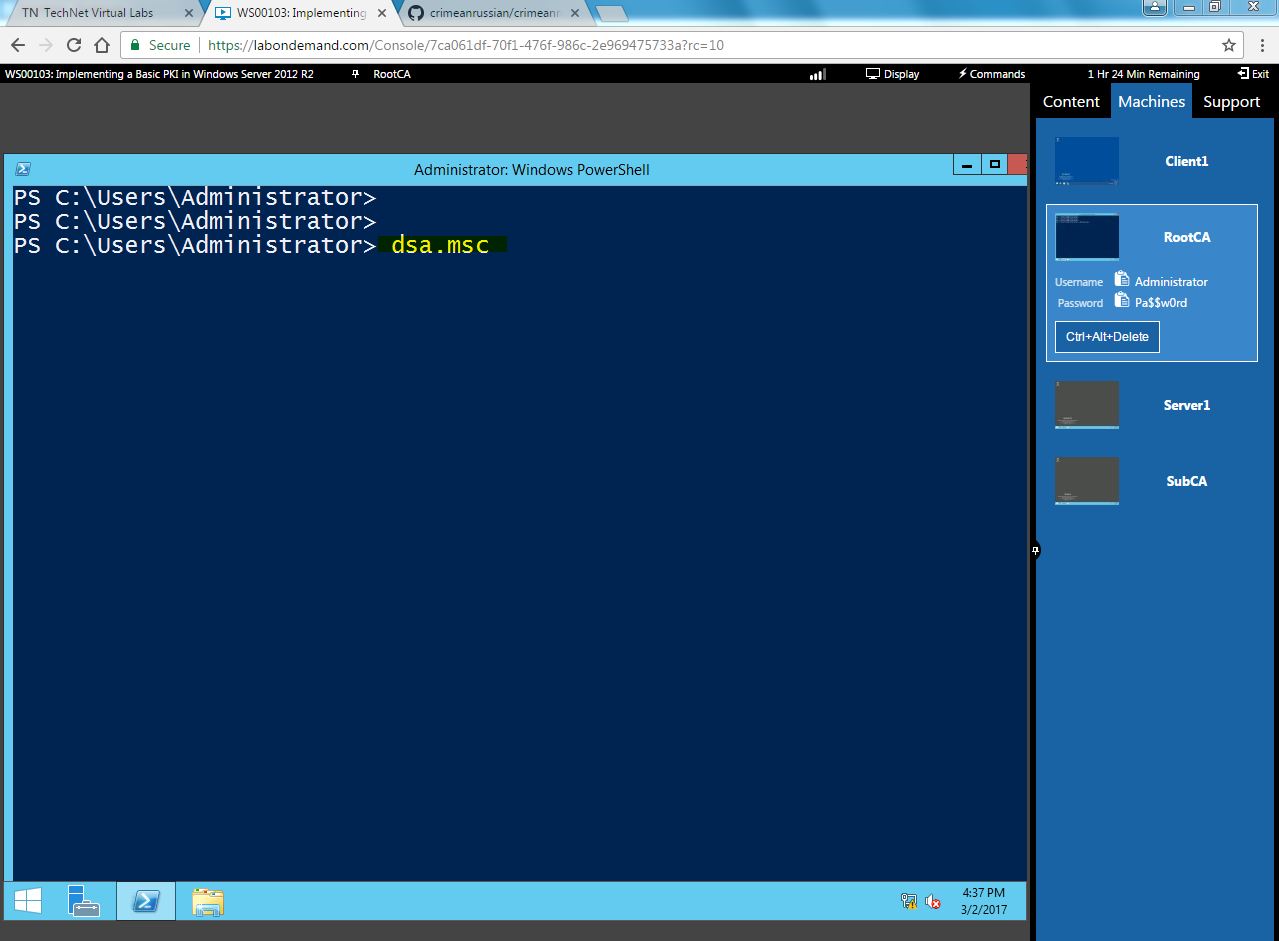 TN TechNet Virtual Labs
WS00103: Implementing
crimeanrussian/crimeanr
Secure
https://labondemand.com/Console/7ca061df-70f1-476f-986c-2e969475733a?rc=10
WS00103: Implementing a Basic PKI in Windows Server 2012 R2 RootCA Display Commands 1 Hr 24 Min Remaining Exit
Content Machines Support
Administrator: Windows PowerShell
PS C:\Users\Administrator>
PS C:\Users\Administrator>
PS C:\Users\Administrator> dsa.msc
Client1
RootCA
Username Administrator
Password Pa$$w0rd
Ctrl+Alt+Delete
Server1
SubCA
4:37 PM
3/2/2017